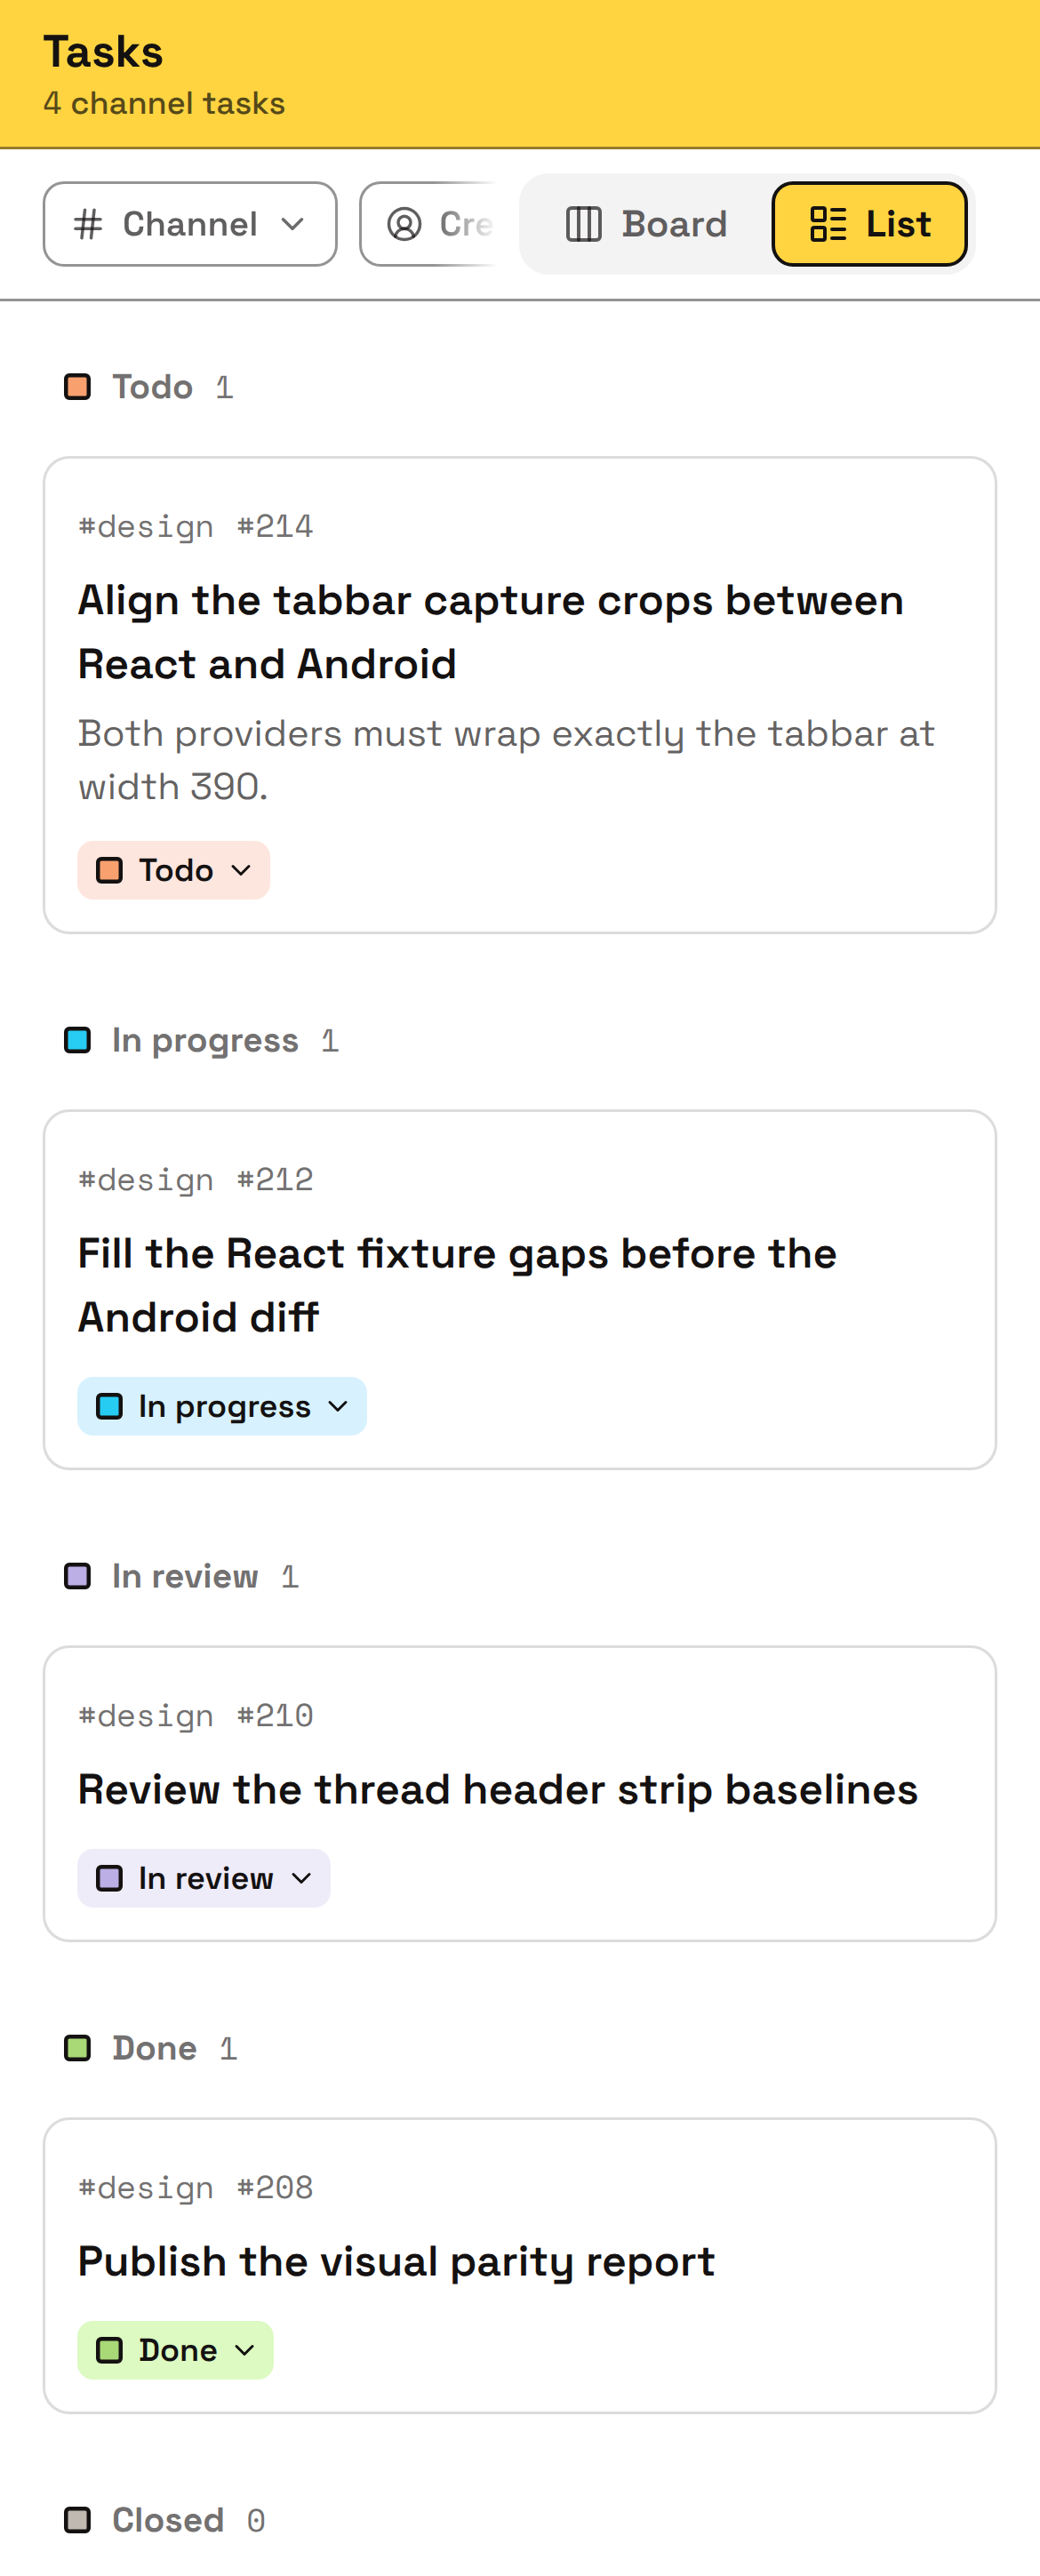 Tasks
4 channel tasks
Channel
Cre
Board
List
Todo 1
#design #214
Align the tabbar capture crops between
React and Android
Both providers must wrap exactly the tabbar at
width 390.
Todo
In progress 1
#design #212
Fill the React fixture gaps before the
Android diff
In progress
In review 1
#design #210
Review the thread header strip baselines
In review
Done 1
#design #208
Publish the visual parity report
Done
Closed 0